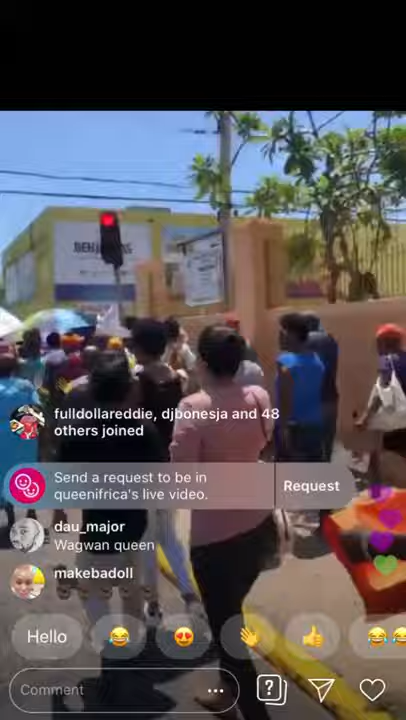 fulldollareddie, djbonesja and 48
others joined
Send a request to be in
queenifrica's live video.
Request
dau_major
Wagwan queen
makebadoll
Hello
Comment